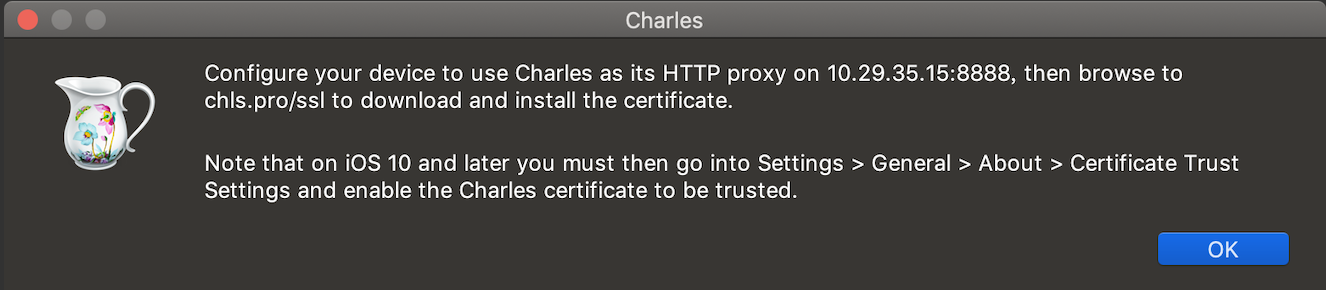 Charles
Configure your device to use Charles as its HTTP proxy on 10.29.35.15:8888, then browse to
chls.pro/ssl to download and install the certificate.
Note that on iOS 10 and later you must then go into Settings > General > About > Certificate Trust
Settings and enable the Charles certificate to be trusted.
OK